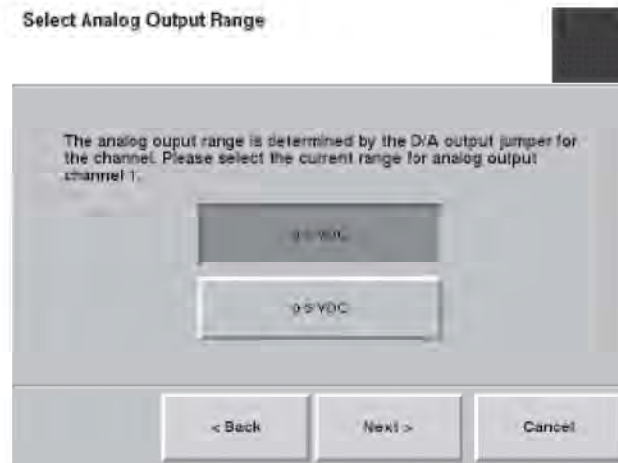 Select Analog Output Range
The analog ouput range is determined by the D/A output jumper for
the channel. Please select the current range for analog output
channel 1.
VDC
0-5 VDC
< Back Next > Cancel